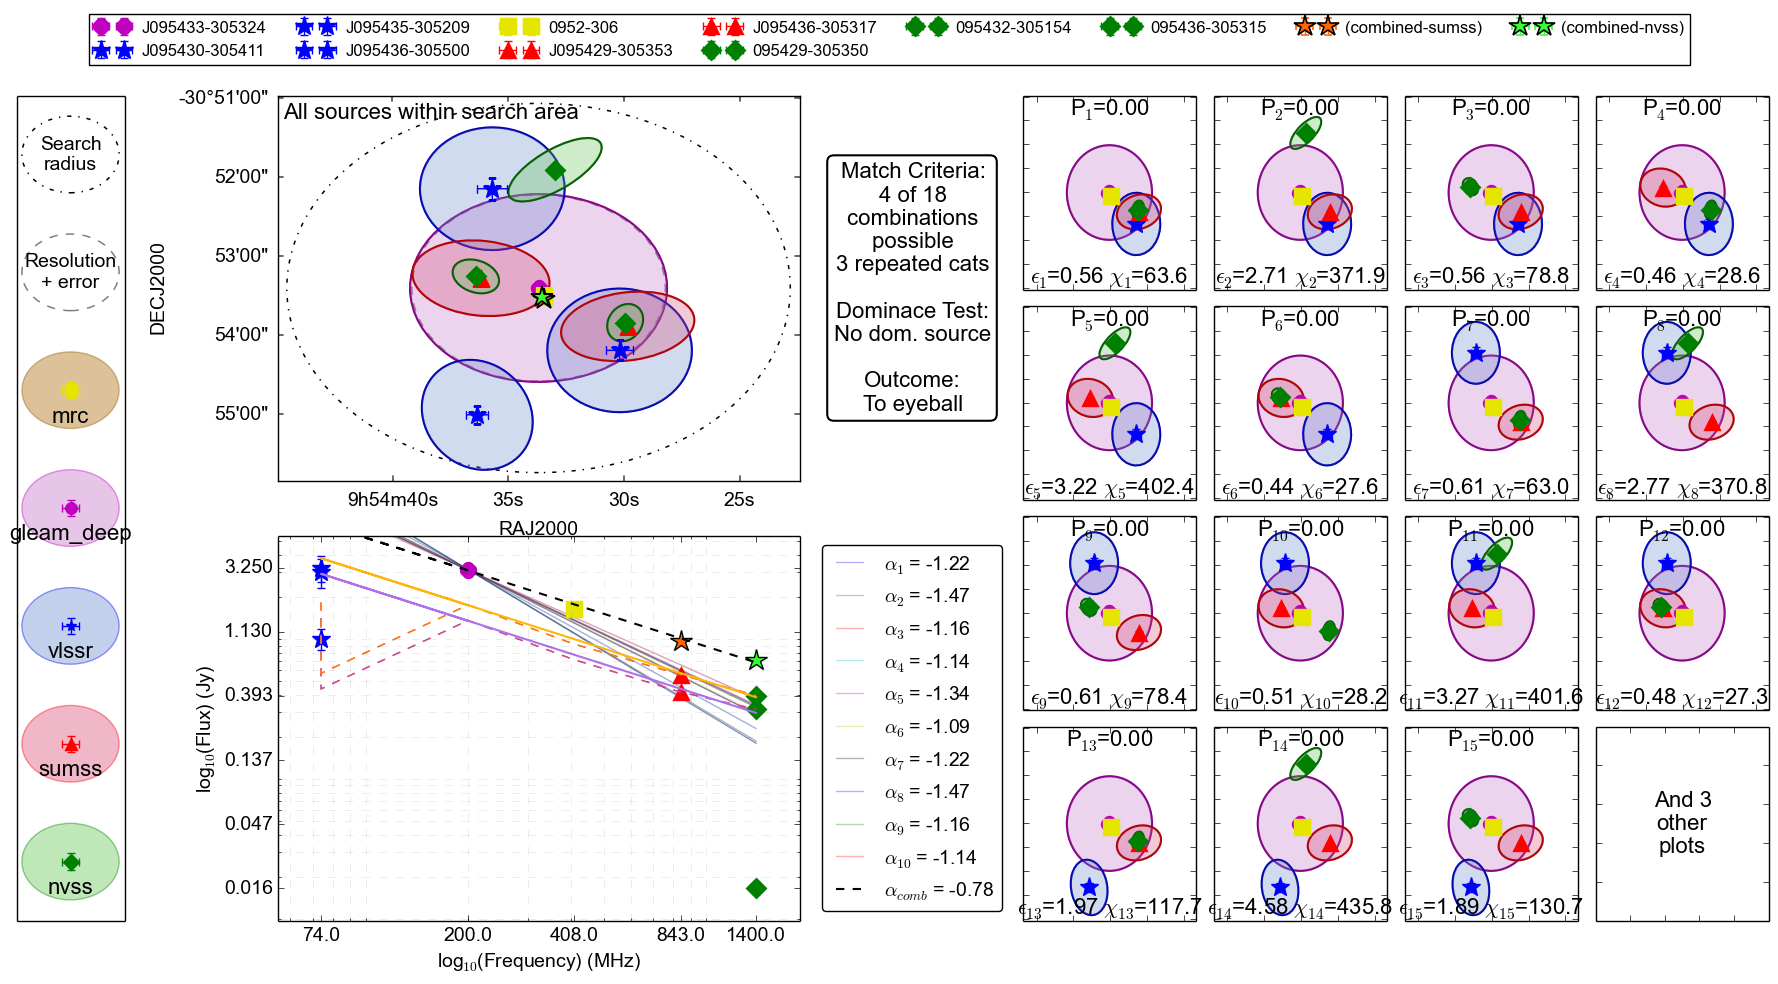 J095433-305324
J095435-305209
0952-306
J095436-305317
095432-305154
095436-305315
(combined-sumss)
(combined-nvss)
J095430-305411
J095436-305500
J095429-305353
095429-305350
Search
radius
Resolution
+ error
mrc
gleam_deep
vlssr
sumss
nvss
All sources within search area
-30°51'00"
52'00"
53'00"
54'00"
55'00"
DECJ2000
9h54m40s
35s
30s
25s
RAJ2000
Match Criteria:
4 of 18
combinations
possible
3 repeated cats
Dominace Test:
No dom. source
Outcome:
To eyeball
3.250
1.130
0.393
0.137
0.047
0.016
log10(Flux) (Jy)
74.0
200.0
408.0
843.0
1400.0
log10(Frequency) (MHz)
α1 = -1.22
α2 = -1.47
α3 = -1.16
α4 = -1.14
α5 = -1.34
α6 = -1.09
α7 = -1.22
α8 = -1.47
α9 = -1.16
α10 = -1.14
αcomb = -0.78
P1=0.00
ϵ1=0.56 χ1=63.6
P2=0.00
ϵ2=2.71 χ2=371.9
P3=0.00
ϵ3=0.56 χ3=78.8
P4=0.00
ϵ4=0.46 χ4=28.6
P5=0.00
ϵ5=3.22 χ5=402.4
P6=0.00
ϵ6=0.44 χ6=27.6
P7=0.00
ϵ7=0.61 χ7=63.0
P8=0.00
ϵ8=2.77 χ8=370.8
P9=0.00
ϵ9=0.61 χ9=78.4
P10=0.00
ϵ10=0.51 χ10=28.2
P11=0.00
ϵ11=3.27 χ11=401.6
P12=0.00
ϵ12=0.48 χ12=27.3
P13=0.00
ϵ13=1.97 χ13=117.7
P14=0.00
ϵ14=4.58 χ14=435.8
P15=0.00
ϵ15=1.89 χ15=130.7
And 3
other
plots